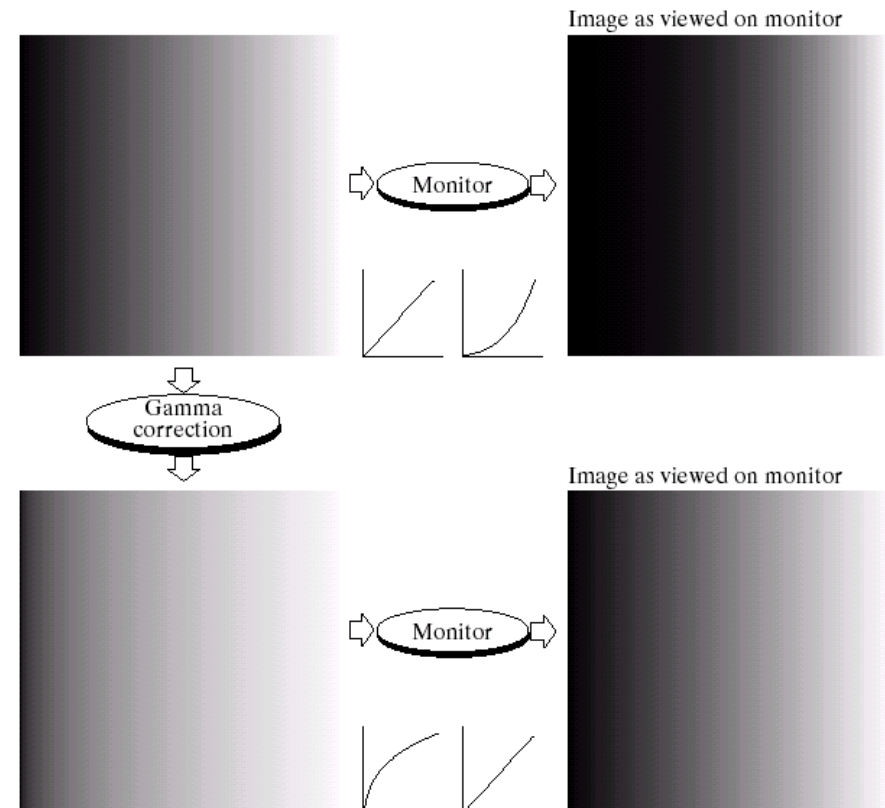 Image as viewed on monitor
Monitor
Gamma
correction
Image as viewed on monitor
Monitor